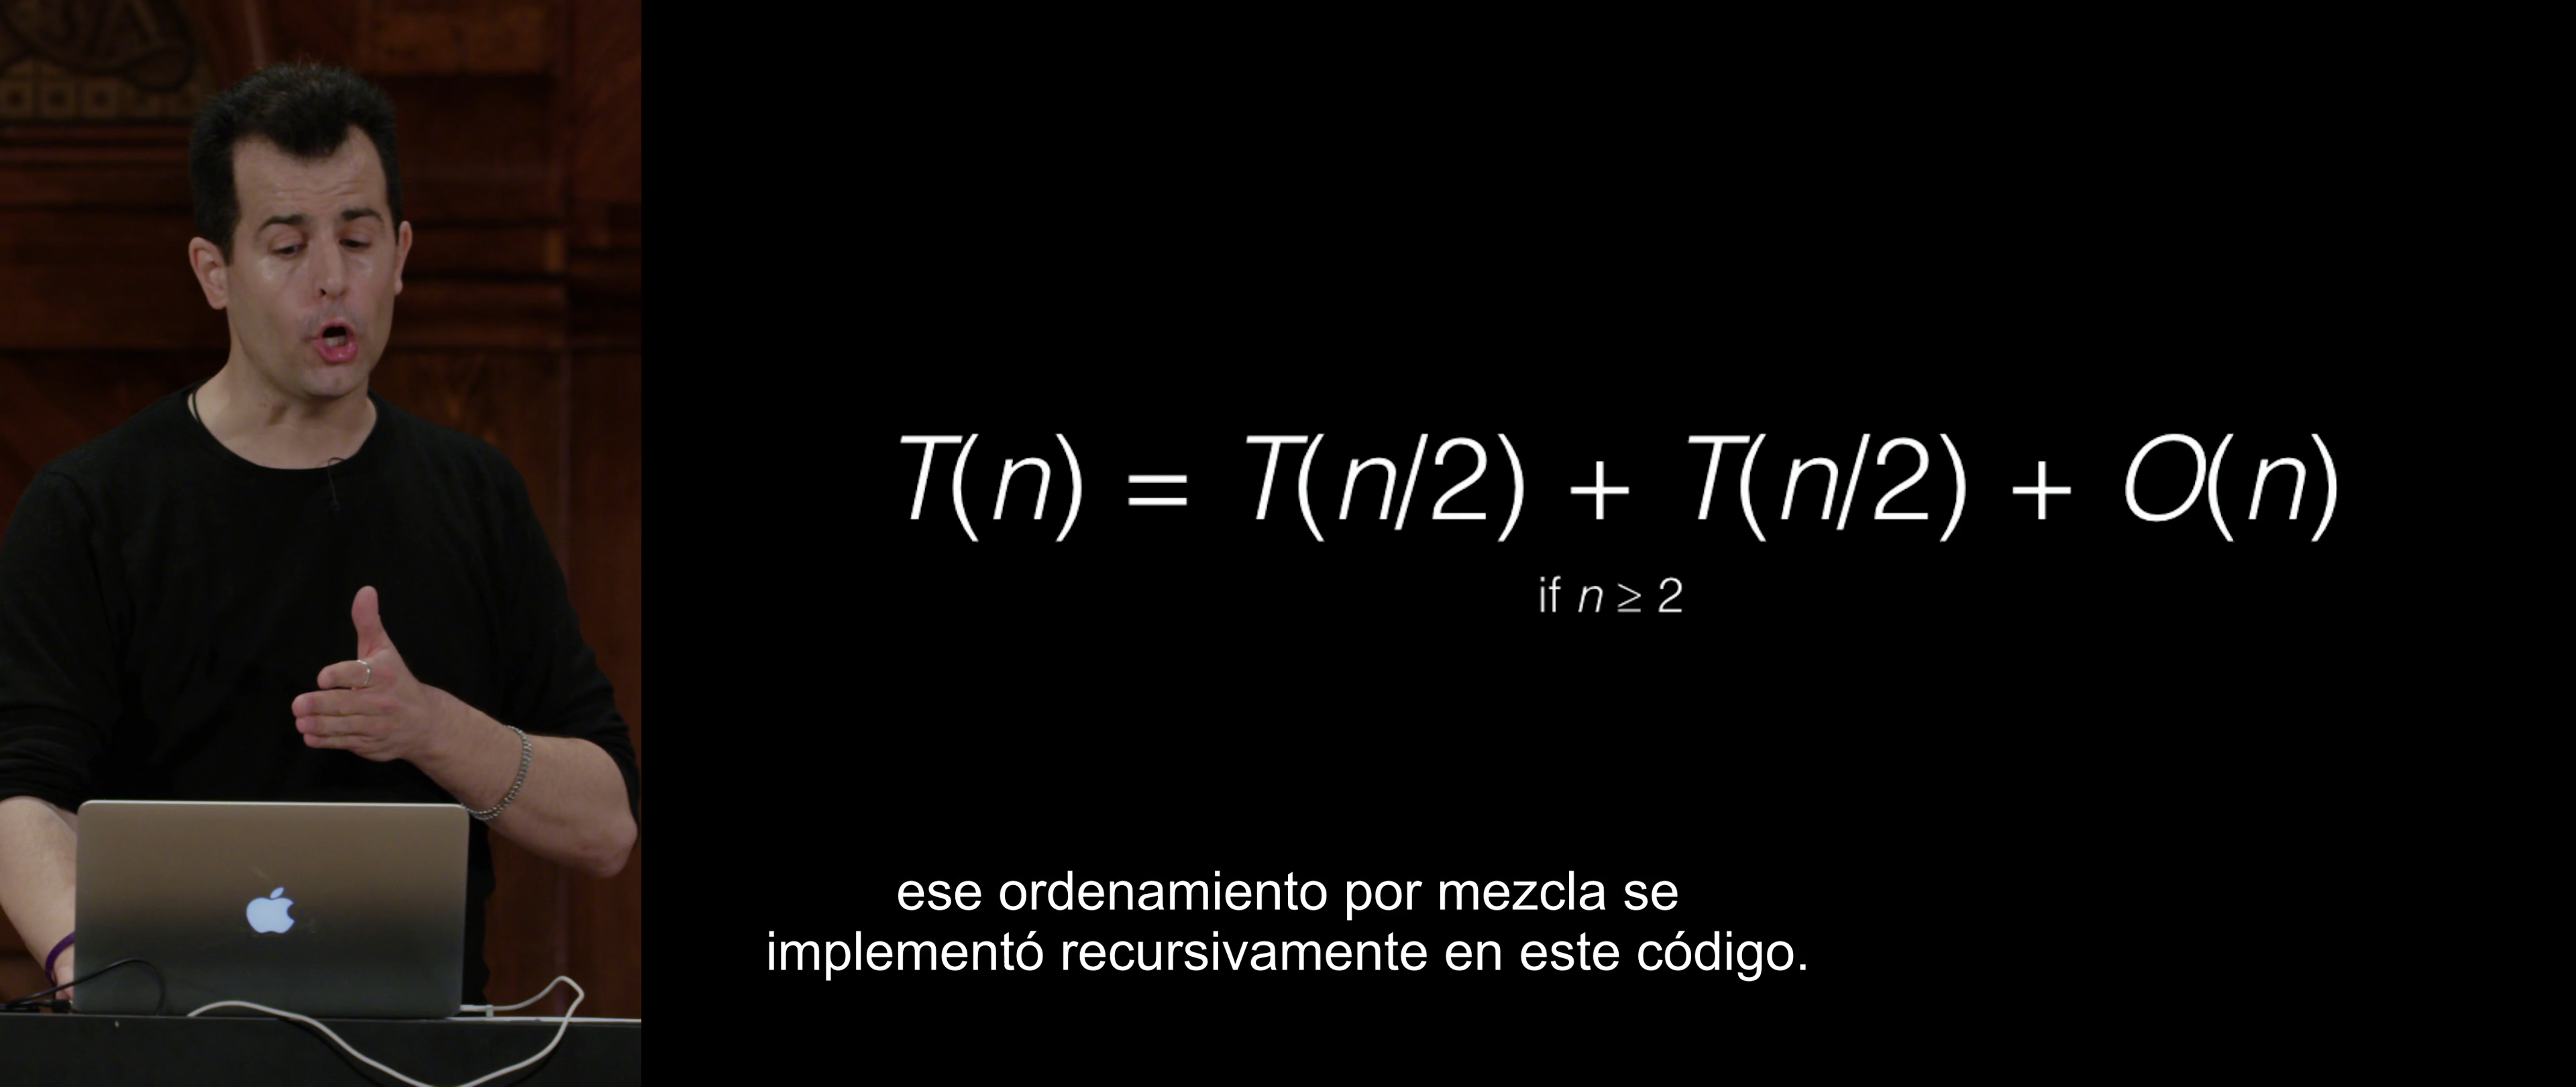 T(n) = T(n/2) + T(n/2) + O(n)
if n ≥ 2
ese ordenamiento por mezcla se
implementó recursivamente en este código.